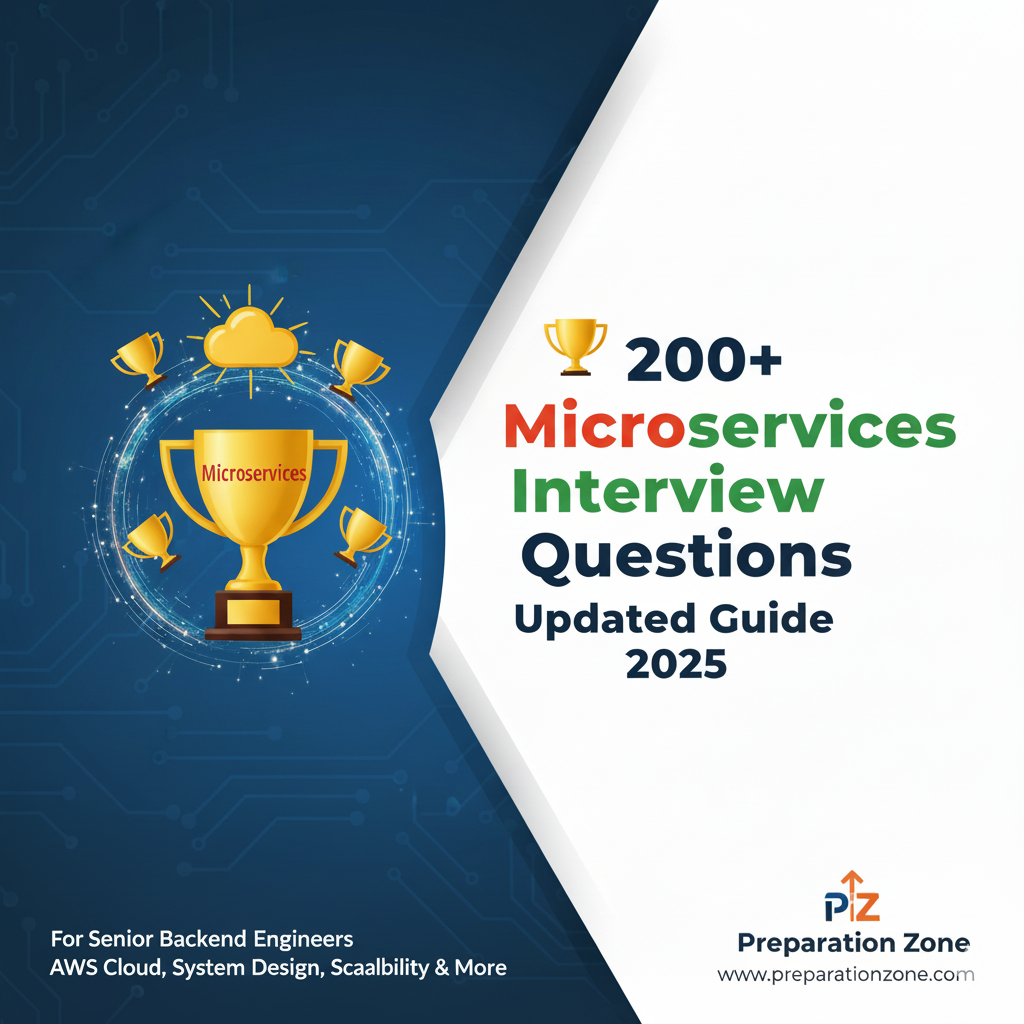 Microservices
200+
Microservices
Interview
Questions
Updated Guide
2025
For Senior Backend Engineers
AWS Cloud, System Design, Scaalbility & More
PZ
Preparation Zone
www.preparationzone.com